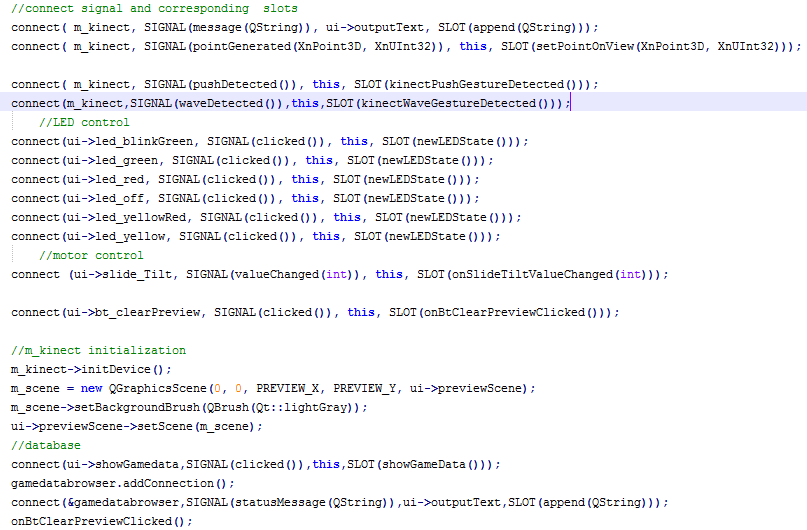 //connect signal and corresponding  slots
connect( m_kinect, SIGNAL(message(QString)), ui->outputText, SLOT(append(QString)));
connect( m_kinect, SIGNAL(pointGenerated(XnPoint3D, XnUInt32)), this, SLOT(setPointOnView(XnPoint3D, XnUInt32)));
connect( m_kinect, SIGNAL(pushDetected()), this, SLOT(kinectPushGestureDetected()));
connect(m_kinect,SIGNAL(waveDetected()),this,SLOT(kinectWaveGestureDetected()));
//LED control
connect(ui->led_blinkGreen, SIGNAL(clicked()), this, SLOT(newLEDState()));
connect(ui->led_green, SIGNAL(clicked()), this, SLOT(newLEDState()));
connect(ui->led_red, SIGNAL(clicked()), this, SLOT(newLEDState()));
connect(ui->led_off, SIGNAL(clicked()), this, SLOT(newLEDState()));
connect(ui->led_yellowRed, SIGNAL(clicked()), this, SLOT(newLEDState()));
connect(ui->led_yellow, SIGNAL(clicked()), this, SLOT(newLEDState()));
//motor control
connect (ui->slide_Tilt, SIGNAL(valueChanged(int)), this, SLOT(onSlideTiltValueChanged(int)));
connect(ui->bt_clearPreview, SIGNAL(clicked()), this, SLOT(onBtClearPreviewClicked()));
//m_kinect initialization
m_kinect->initDevice();
m_scene = new QGraphicsScene(0, 0, PREVIEW_X, PREVIEW_Y, ui->previewScene);
m_scene->setBackgroundBrush(QBrush(Qt::lightGray));
ui->previewScene->setScene(m_scene);
//database
connect(ui->showGamedata,SIGNAL(clicked()),this,SLOT(showGameData()));
gamedatabrowser.addConnection();
connect(&gamedatabrowser,SIGNAL(statusMessage(QString)),ui->outputText,SLOT(append(QString)));
onBtClearPreviewClicked();